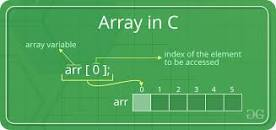 Array in C
array variable
index of the element
to be accessed
arr [ 0 ];
0 1 2 3 4 5
arr